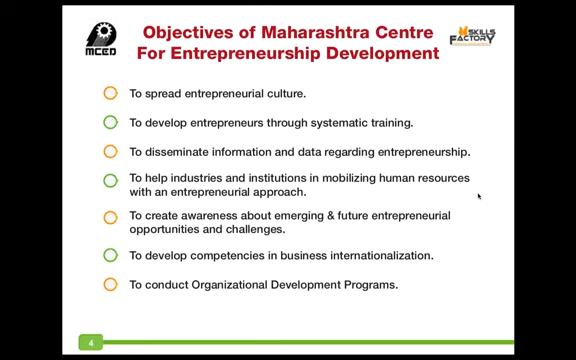 MCED
Objectives of Maharashtra Centre
For Entrepreneurship Development
SKILLS
FACTORY
To spread entrepreneurial culture.
To develop entrepreneurs through systematic training.
To disseminate information and data regarding entrepreneurship.
To help industries and institutions in mobilizing human resources
with an entrepreneurial approach.
To create awareness about emerging & future entrepreneurial
opportunities and challenges.
To develop competencies in business internationalization.
To conduct Organizational Development Programs.
4